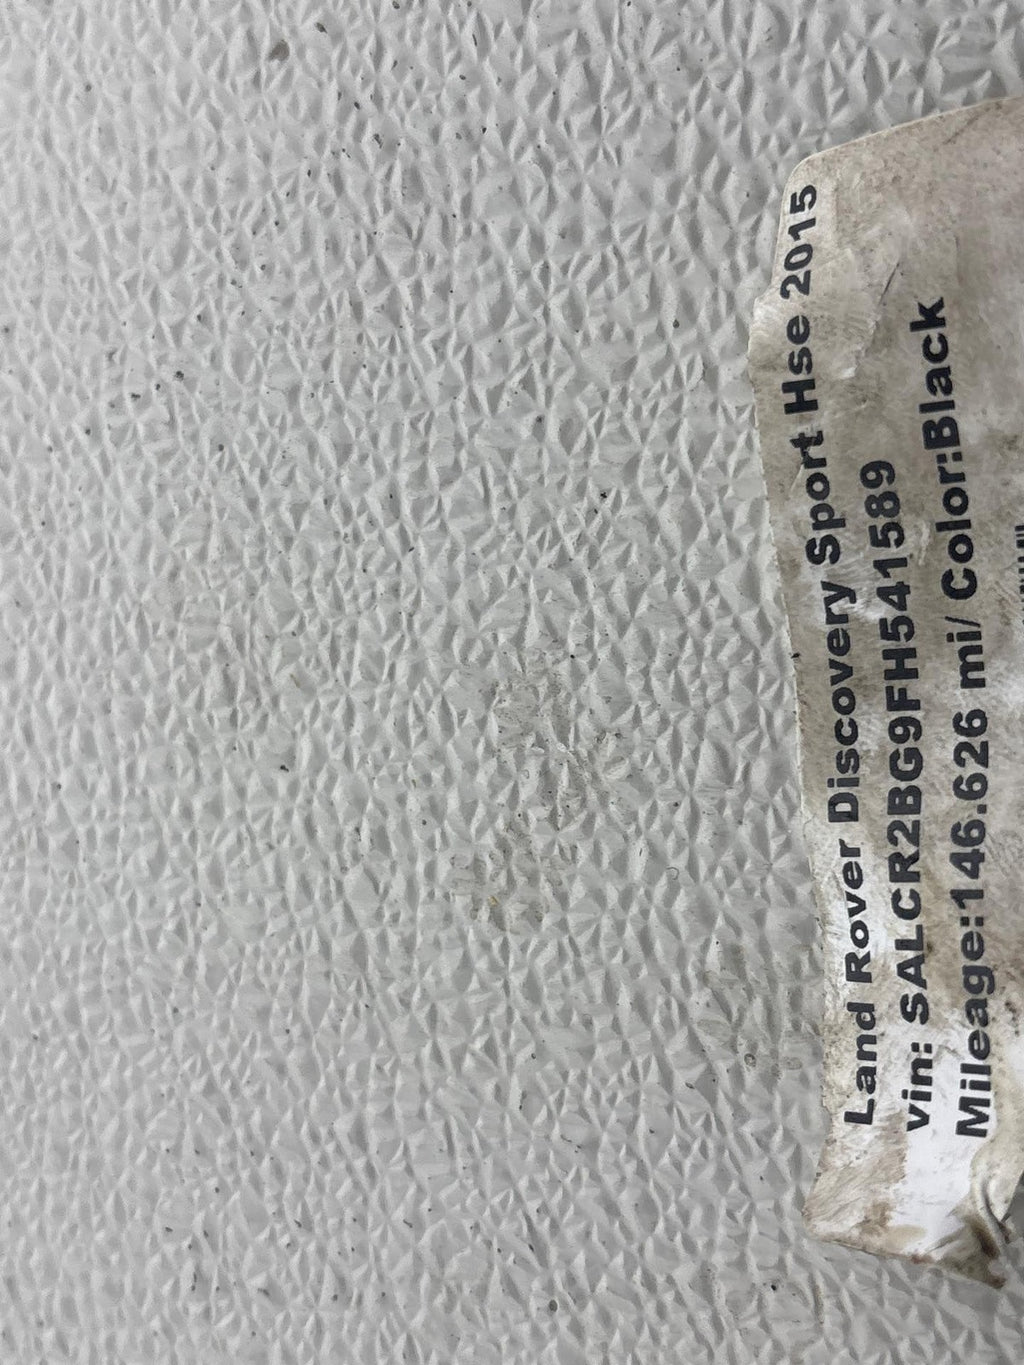 Land Rover Discovery Sport Hse 2015
vin: SALCR2BG9FH541589
Mileage:146.626 mi/ Color:Black